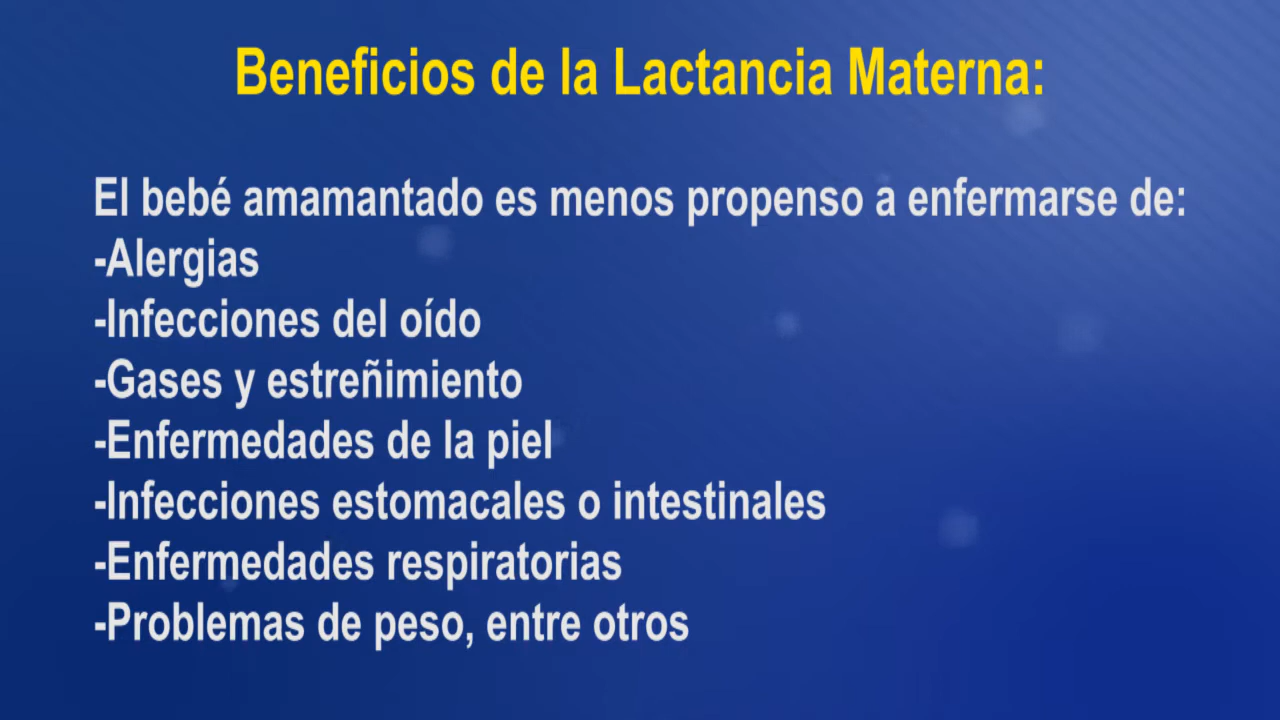 Beneficios de la Lactancia Materna:
El bebé amamantado es menos propenso a enfermarse de:
-Alergias
-Infecciones del oído
-Gases y estreñimiento
-Enfermedades de la piel
-Infecciones estomacales o intestinales
-Enfermedades respiratorias
-Problemas de peso, entre otros